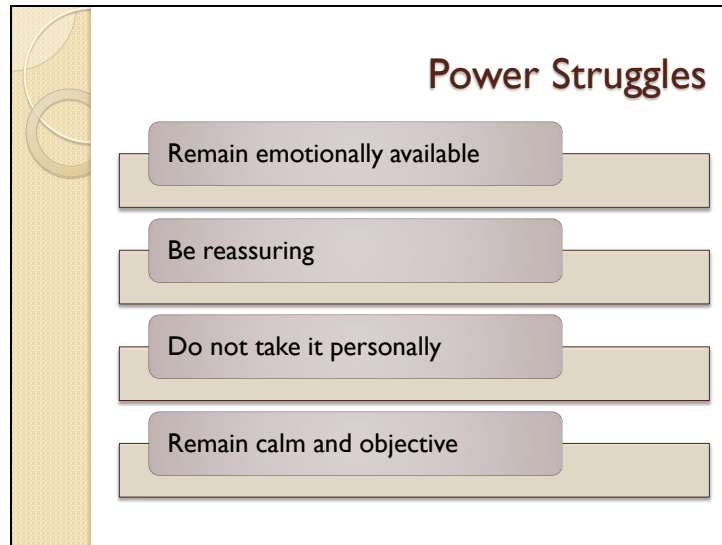 Power Struggles
Remain emotionally available
Be reassuring
Do not take it personally
Remain calm and objective